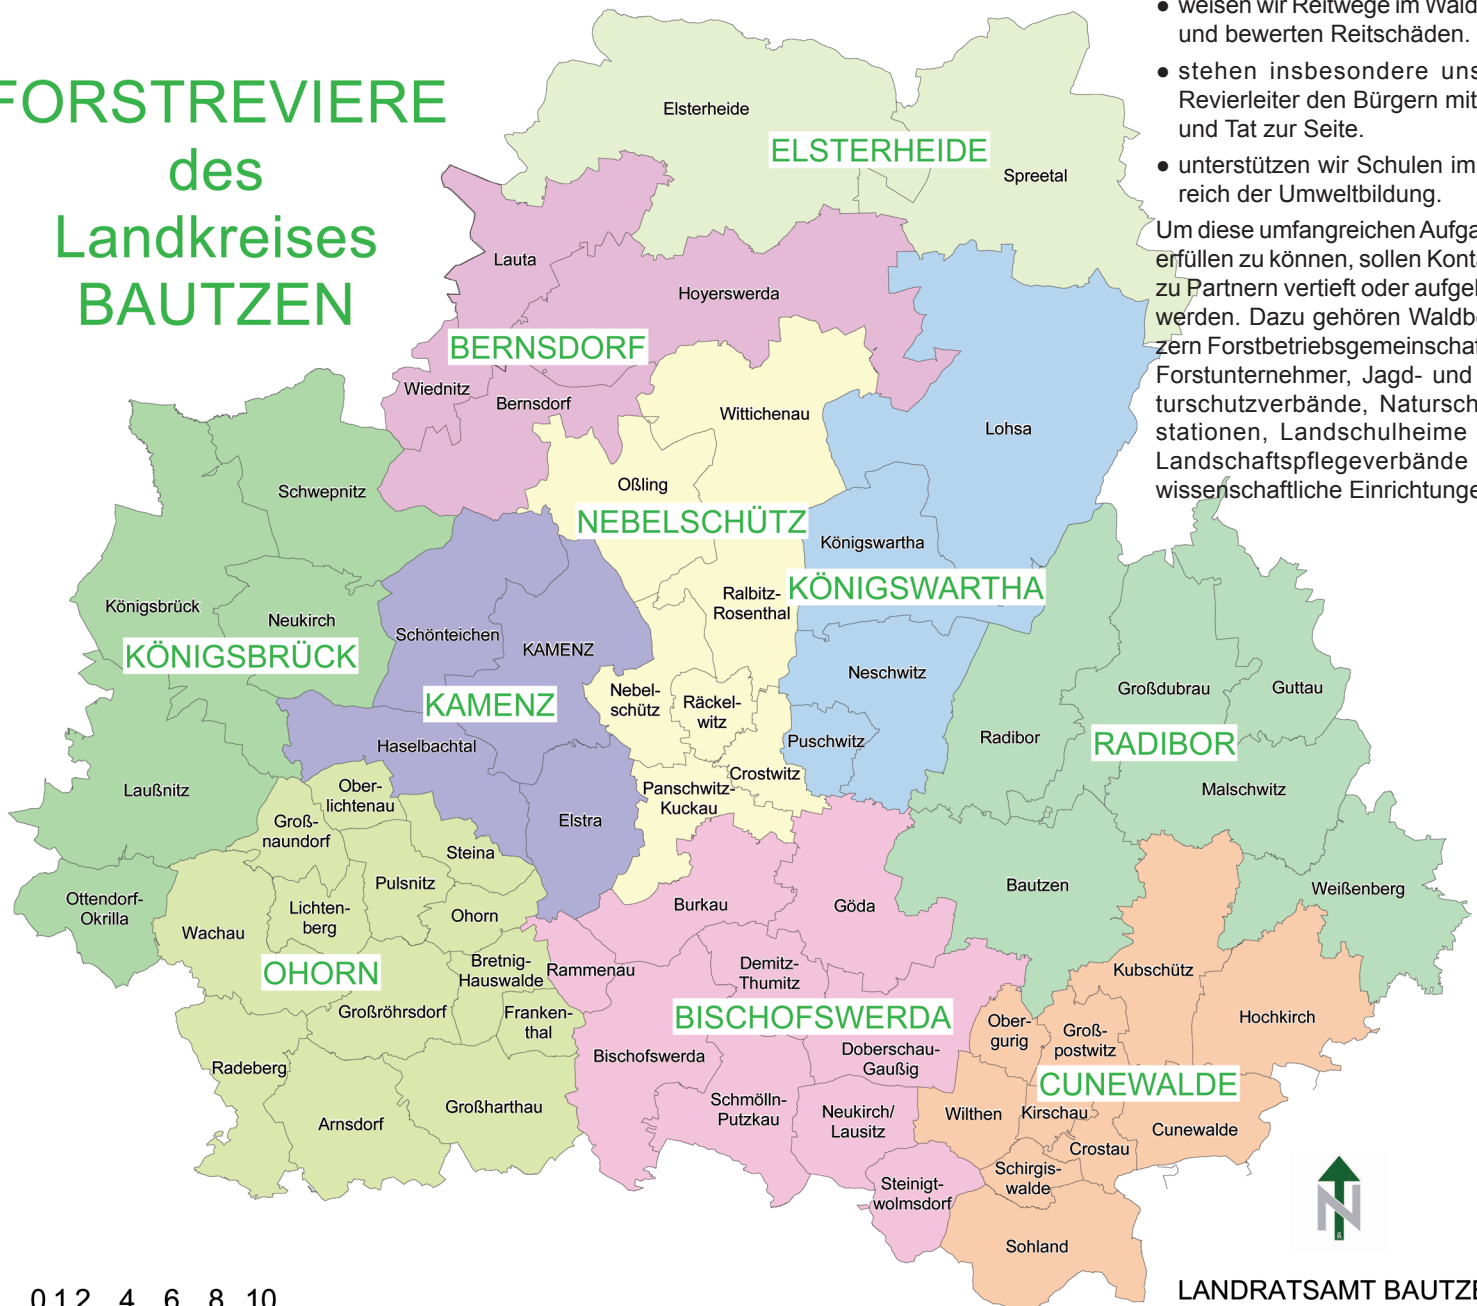 FORSTREVIERE
des
Landkreises
BAUTZEN
● weisen wir Reitwege im Wald
und bewerten Reitschäden.
● stehen insbesondere uns
Revierleiter den Bürgern mit
und Tat zur Seite.
● unterstützen wir Schulen im
reich der Umweltbildung.
Um diese umfangreichen Aufga
erfüllen zu können, sollen Konta
zu Partnern vertieft oder aufgel
werden. Dazu gehören Waldbe
zern Forstbetriebsgemeinschaf
Forstunternehmer, Jagd- und
turschutzverbände, Natursch
stationen, Landschulheime
Landschaftspflegeverbände
wissenschaftliche Einrichtunge
Elsterheide
ELSTERHEIDE
Spreetal
Lauta
Hoyerswerda
BERNSDORF
Wiednitz
Bernsdorf
Wittichenau
Lohsa
Oßling
NEBELSCHÜTZ
Schwepnitz
Königswartha
KÖNIGSWARTHA
Ralbitz-
Rosenthal
Königsbrück
Neukirch
KÖNIGSBRÜCK
Schönteichen
KAMENZ
KAMENZ
Neschwitz
Nebel-
schütz
Räckel-
witz
Großdubrau
Guttau
Puschwitz
Radibor
RADIBOR
Haselbachtal
Crostwitz
Panschwitz-
Kuckau
Malschwitz
Laußnitz
Ober-
lichtenau
Groß-
naundorf
Elstra
Steina
Pulsnitz
Ottendorf-
Okrilla
Lichten-
berg
Ohorn
Wachau
Burkau
Göda
Bautzen
Weißenberg
OHORN
Bretnig-
Hauswalde
Rammenau
Demitz-
Thumitz
Kubschütz
Großröhrsdorf
Franken-
thal
BISCHOFSWERDA
Ober-
gurig
Groß-
postwitz
Hochkirch
Radeberg
Bischofswerda
Doberschau-
Gaußig
CUNEWALDE
Arnsdorf
Großharthau
Schmölln-
Putzkau
Neukirch/
Lausitz
Wilthen
Kirschau
Cunewalde
Crostau
Schirgis-
walde
Steinigt-
wolmsdorf
Sohland
N
0 1 2 4 6 8 10
LANDRATSAMT BAUTZE